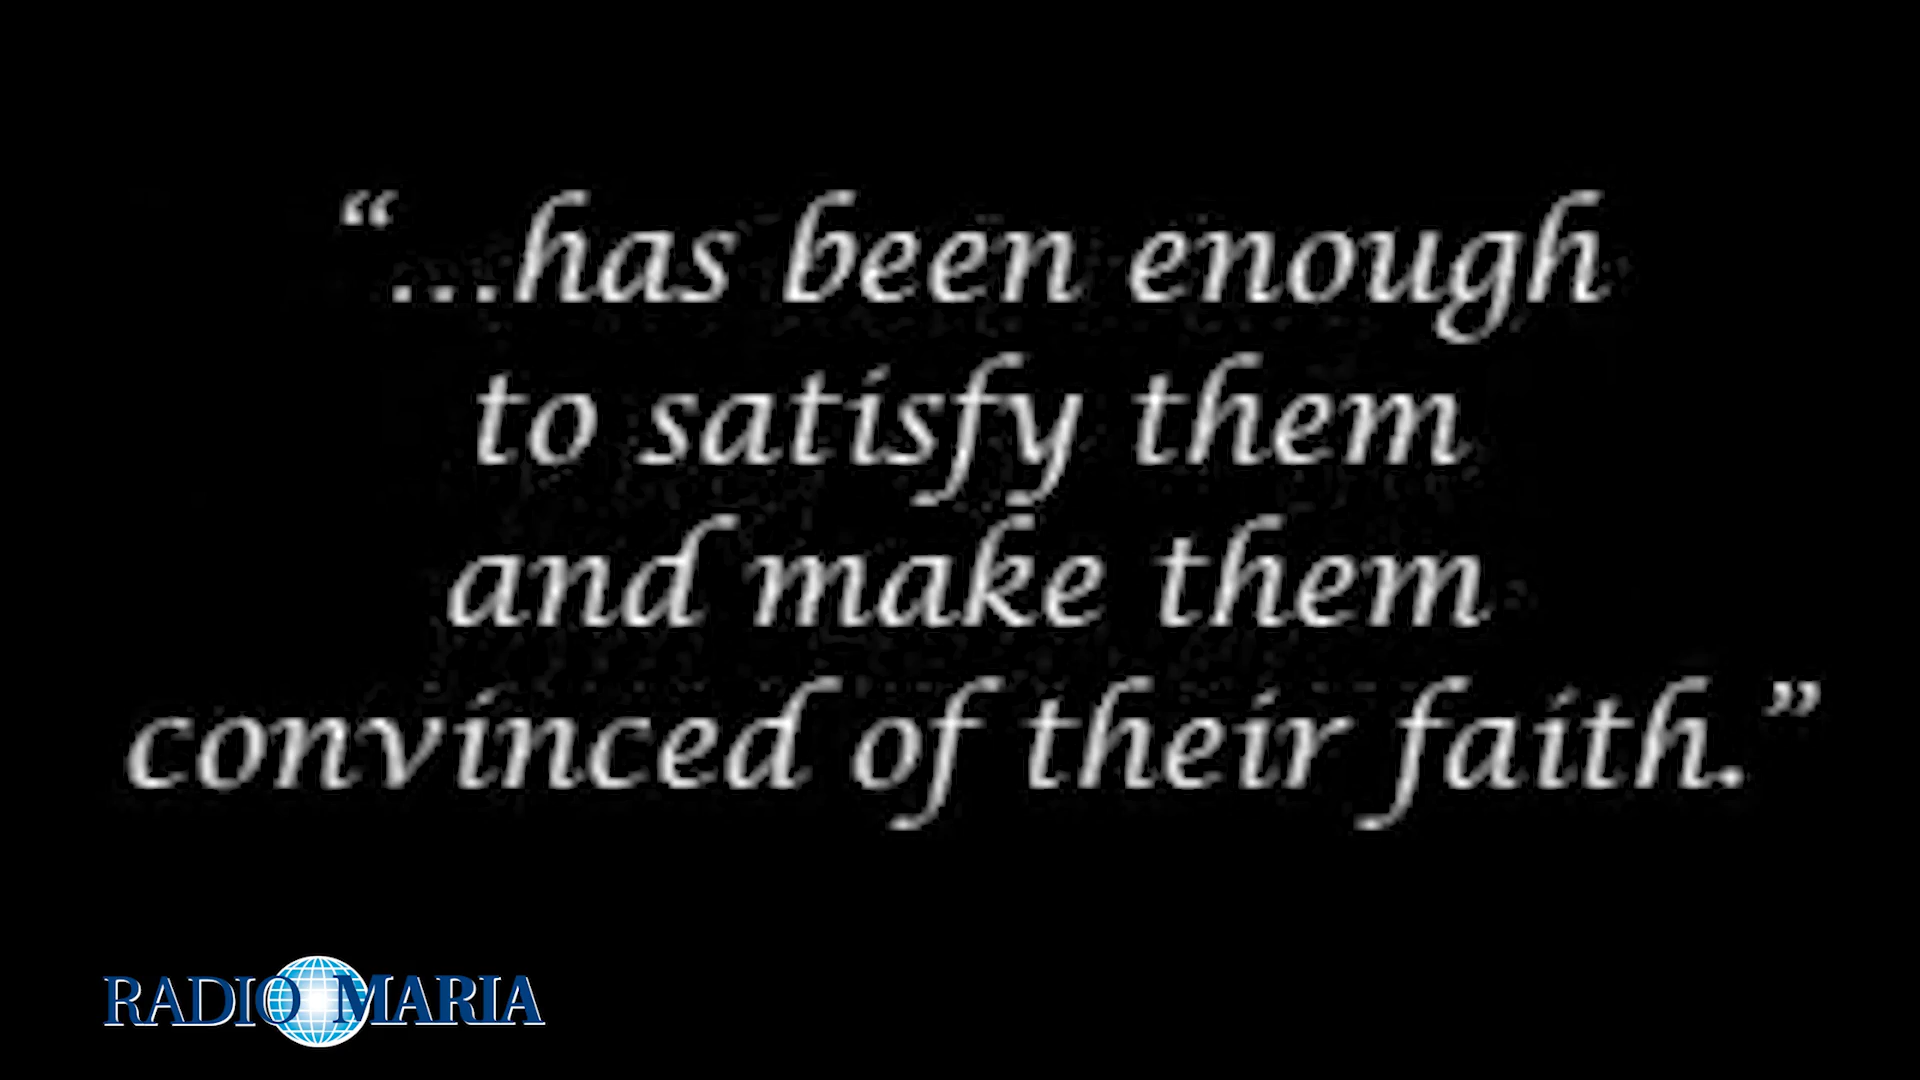 “...has been enough
to satisfy them
and make them
convinced of their faith.”
RADIO MARIA